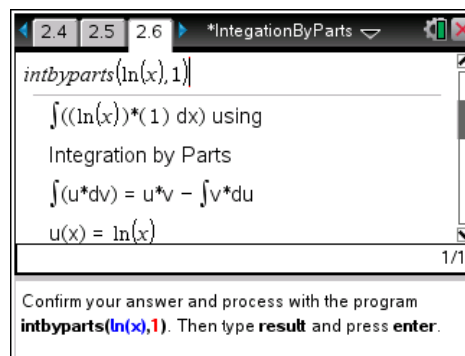 2.4 2.5 2.6 *IntegationByParts
intbyparts(ln(x),1)
∫((ln(x))*(1) dx) using
Integration by Parts
∫(u*dv) = u*v − ∫v*du
u(x) = ln(x)
1/1
Confirm your answer and process with the program
intbyparts(ln(x),1). Then type result and press enter.